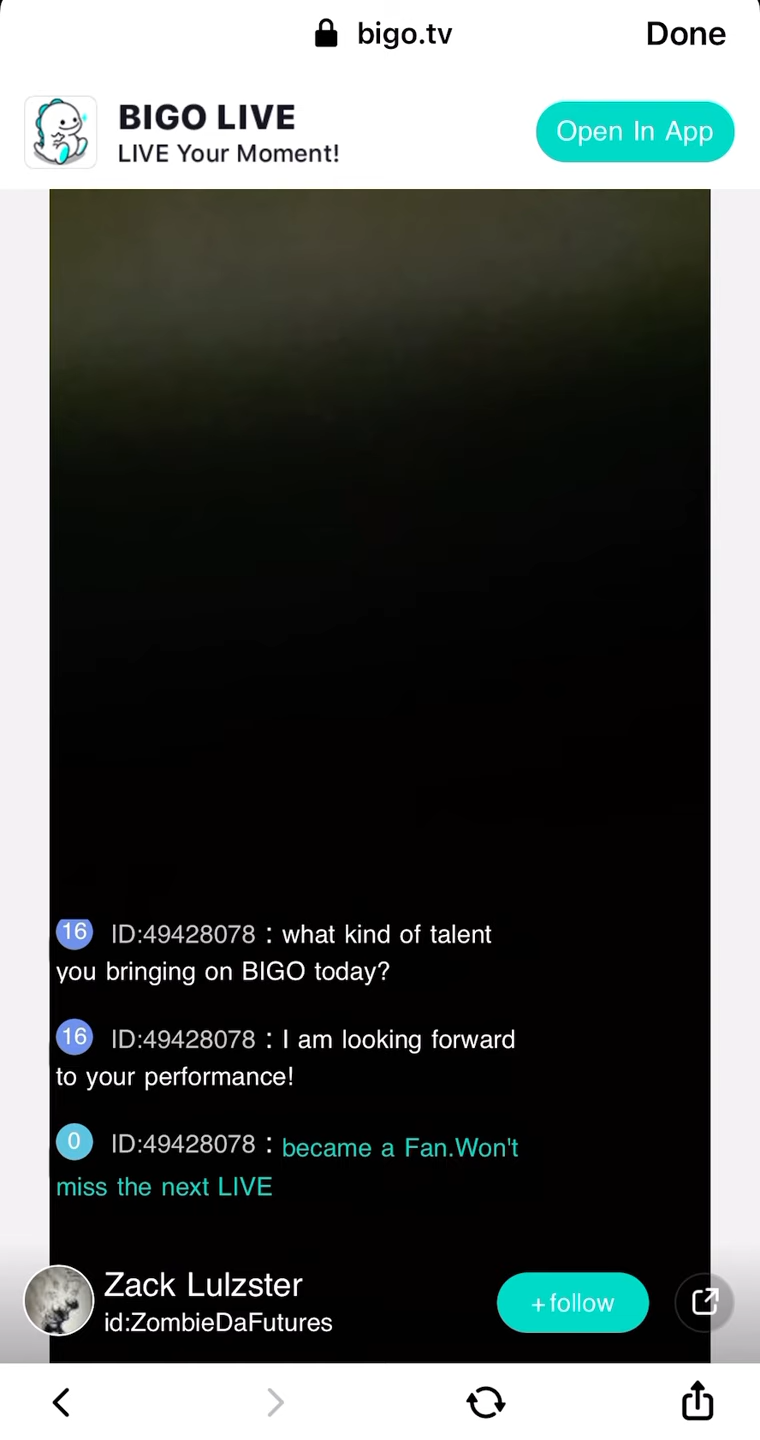 bigo.tv
Done
BIGO LIVE
LIVE Your Moment!
Open In App
16 ID:49428078 : what kind of talent
you bringing on BIGO today?
16 ID:49428078 : I am looking forward
to your performance!
0 ID:49428078 : became a Fan.Won't
miss the next LIVE
Zack Lulzster
id:ZombieDaFutures
+follow